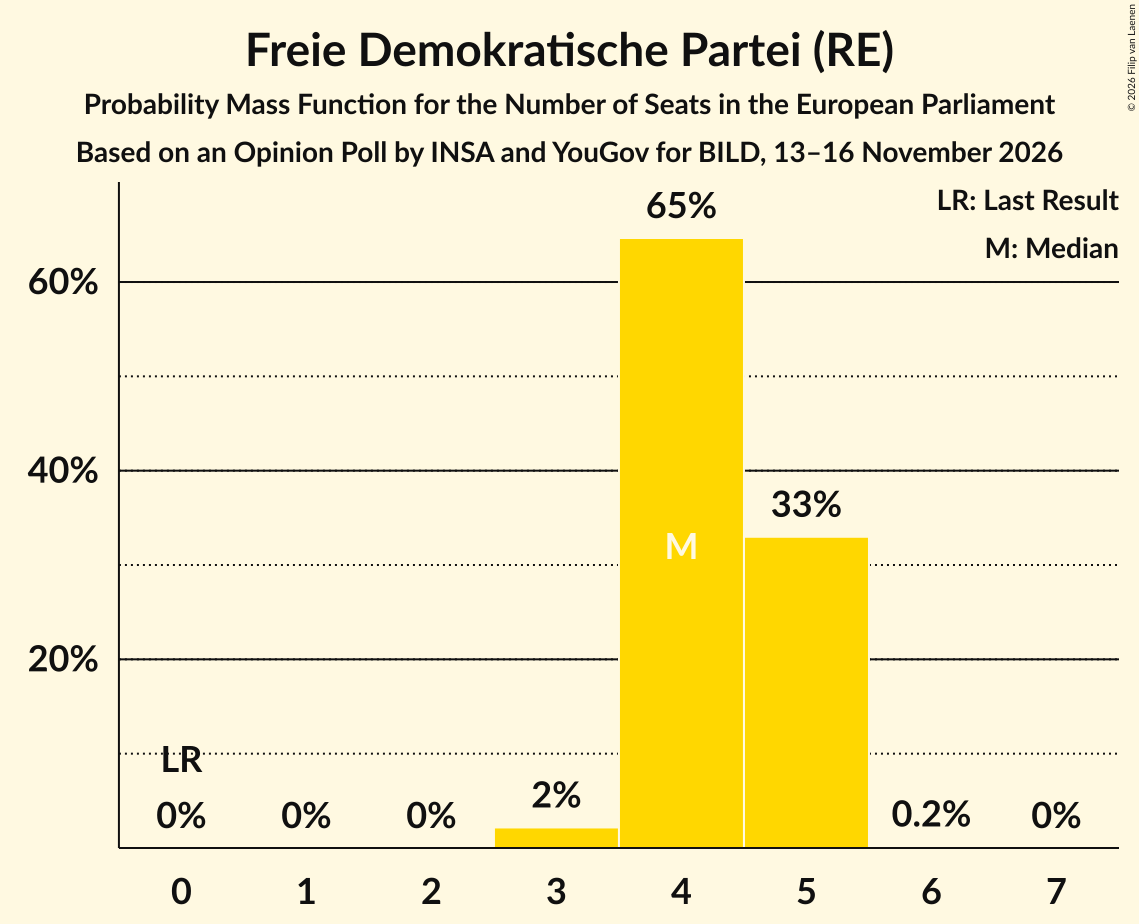 Freie Demokratische Partei (RE)
Probability Mass Function for the Number of Seats in the European Parliament
Based on an Opinion Poll by INSA and YouGov for BILD, 13–16 November 2026
© 2026 Filip van Laenen
LR: Last Result
M: Median
65%
60%
40%
33%
M
20%
LR
0%
0%
0%
2%
0.2%
0%
0
1
2
3
4
5
6
7